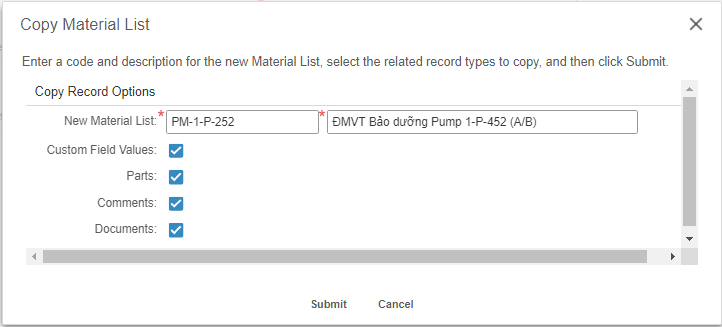 Copy Material List
Enter a code and description for the new Material List, select the related record types to copy, and then click Submit.
Copy Record Options
New Material List:* PM-1-P-252 * ĐMVT Bảo dưỡng Pump 1-P-452 (A/B)
Custom Field Values:
Parts:
Comments:
Documents:
Submit Cancel